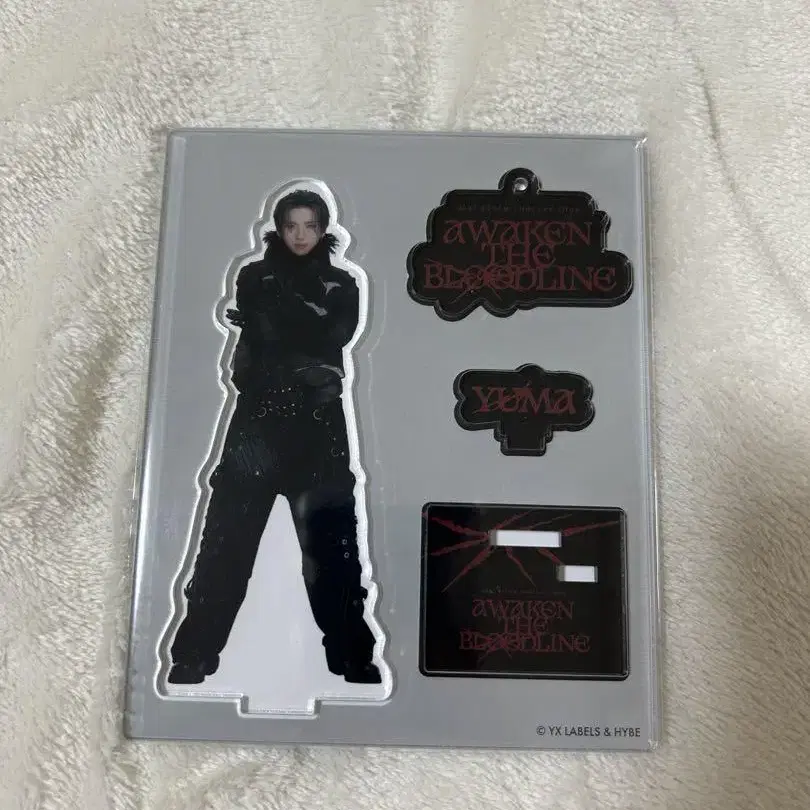 AWAKEN
THE
BLOODLINE
YUMA
AWAKEN
THE
BLOODLINE
© YX LABELS & HYBE